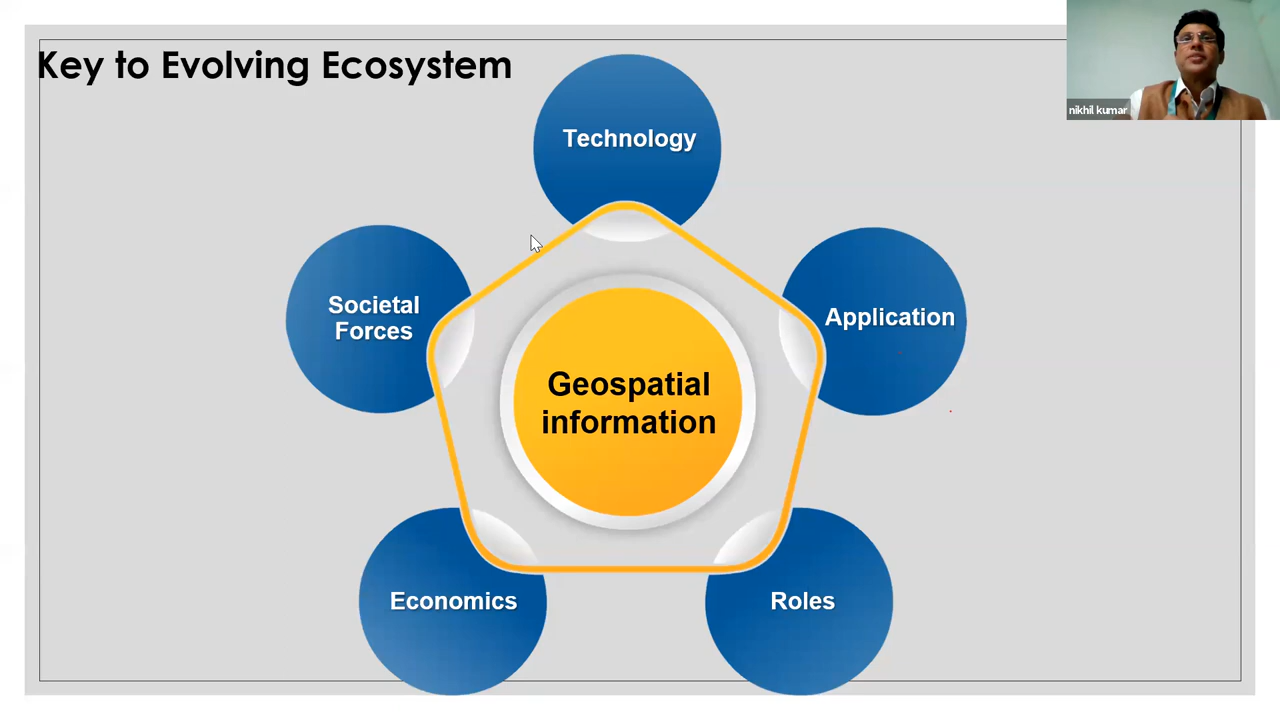 Key to Evolving Ecosystem
nikhil kumar
Technology
Societal
Forces
Application
Geospatial
information
Economics
Roles